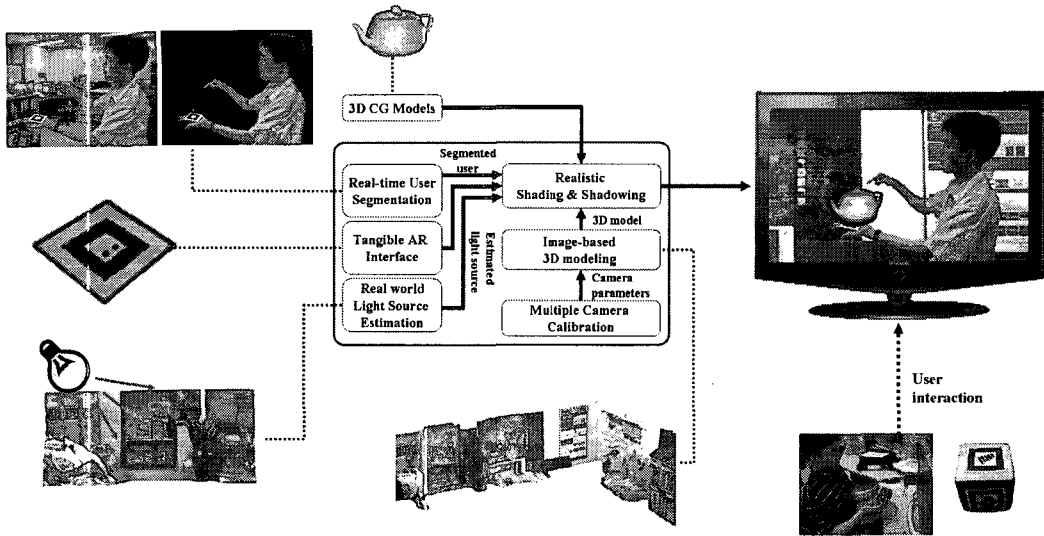 3D CG Models
Segmented
user
Real-time User
Segmentation
Realistic
Shading & Shadowing
3D model
Tangible AR
Interface
Estimated
light source
Image-based
3D modeling
Camera
parameters
Real world
Light Source
Estimation
Multiple Camera
Calibration
User
interaction